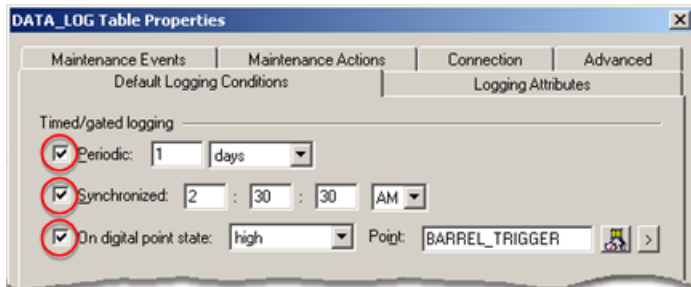 DATA_LOG Table Properties
Maintenance Events Maintenance Actions Connection Advanced
Default Logging Conditions Logging Attributes
Timed/gated logging
Periodic: 1 days
Synchronized: 2 : 30 : 30 AM
On digital point state: high Point: BARREL_TRIGGER >